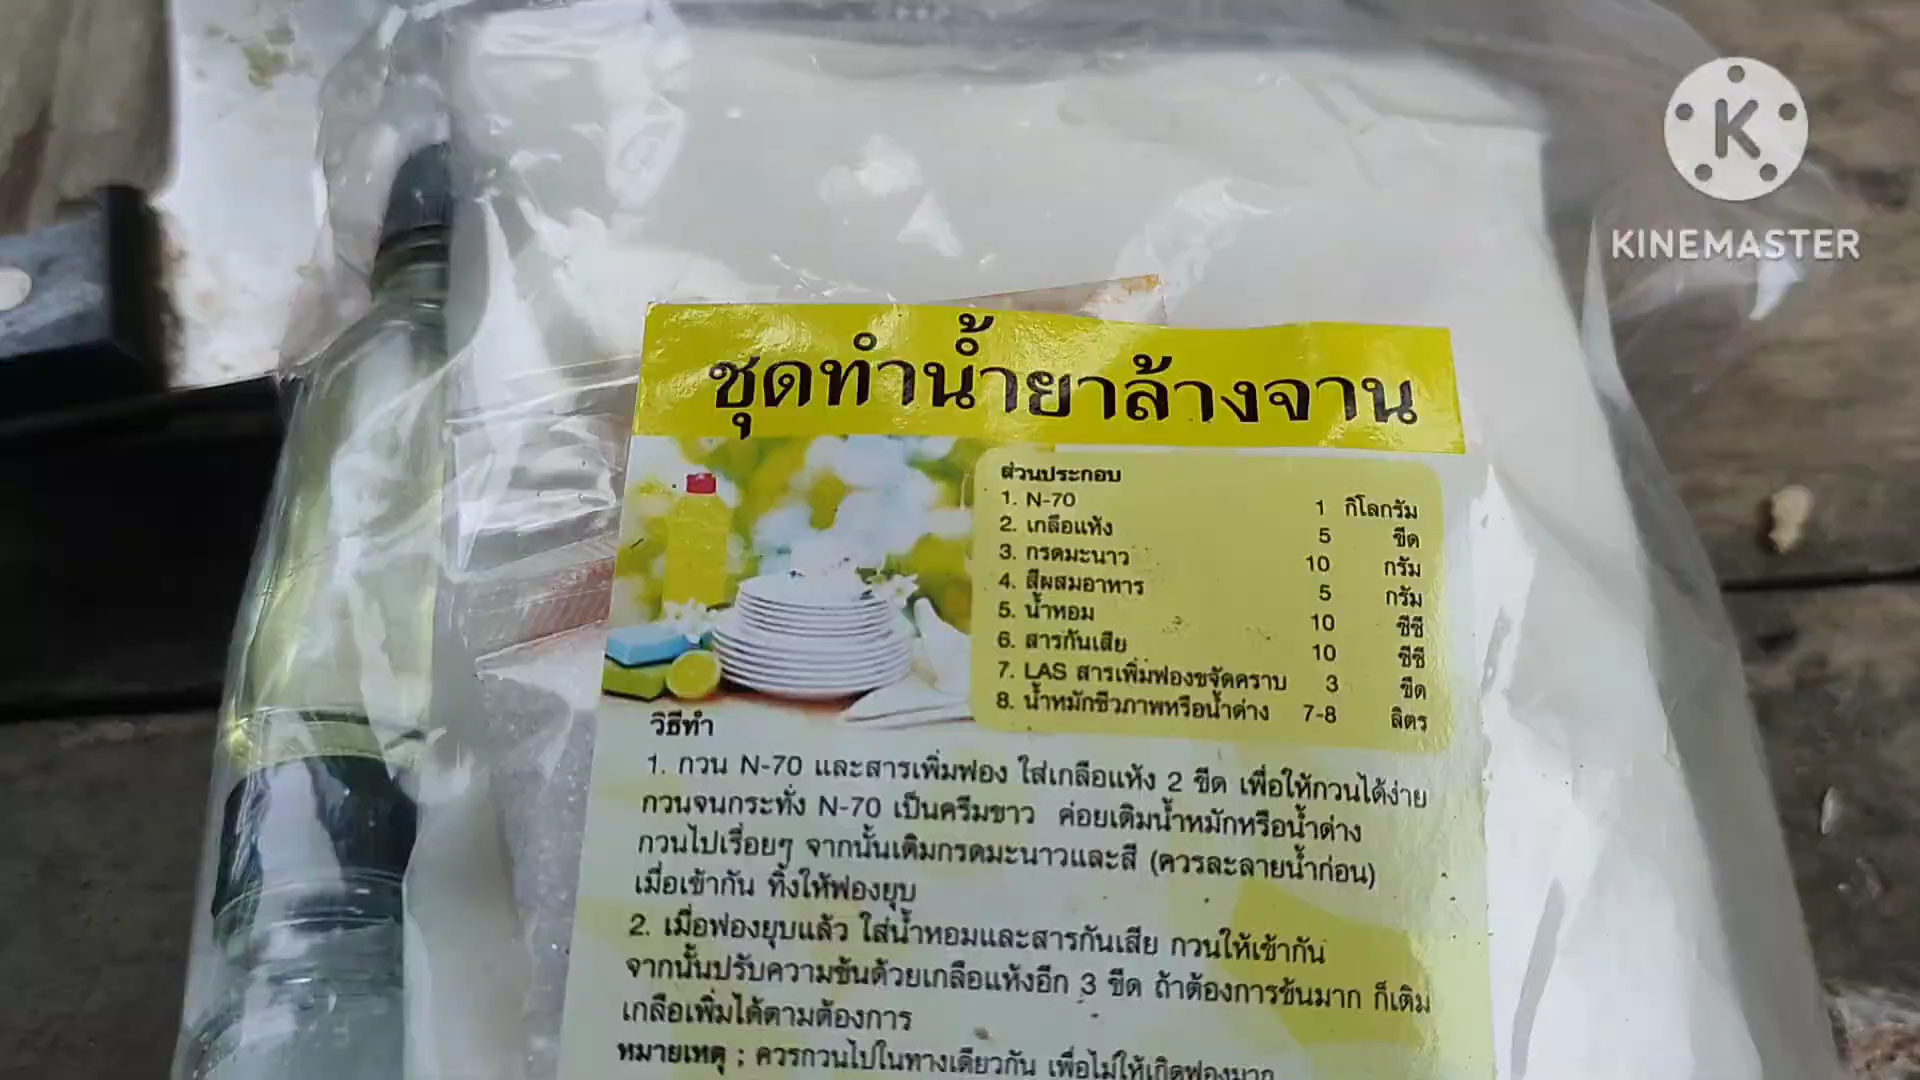 K
KINEMASTER
ชุดทำน้ำยาล้างจาน
ส่วนประกอบ
1. N-70 1 กิโลกรัม
2. เกลือแห้ง 5 ขีด
3. กรดมะนาว 10 กรัม
4. สีผสมอาหาร 5 กรัม
5. น้ำหอม 10 ซีซี
6. สารกันเสีย 10 ซีซี
7. LAS สารเพิ่มฟองขจัดคราบ 3 ขีด
8. น้ำหมักชีวภาพหรือน้ำด่าง 7-8 ลิตร
วิธีทำ
1. กวน N-70 และสารเพิ่มฟอง ใส่เกลือแห้ง 2 ขีด เพื่อให้กวนได้ง่าย
กวนจนกระทั่ง N-70 เป็นครีมขาว ค่อยเติมน้ำหมักหรือน้ำด่าง
กวนไปเรื่อยๆ จากนั้นเติมกรดมะนาวและสี (ควรละลายน้ำก่อน)
เมื่อเข้ากัน ทิ้งให้ฟองยุบ
2. เมื่อฟองยุบแล้ว ใส่น้ำหอมและสารกันเสีย กวนให้เข้ากัน
จากนั้นปรับความข้นด้วยเกลือแห้งอีก 3 ขีด ถ้าต้องการข้นมาก ก็เติม
เกลือเพิ่มได้ตามต้องการ
หมายเหตุ ; ควรกวนไปในทางเดียวกัน เพื่อไม่ให้เกิดฟองมาก